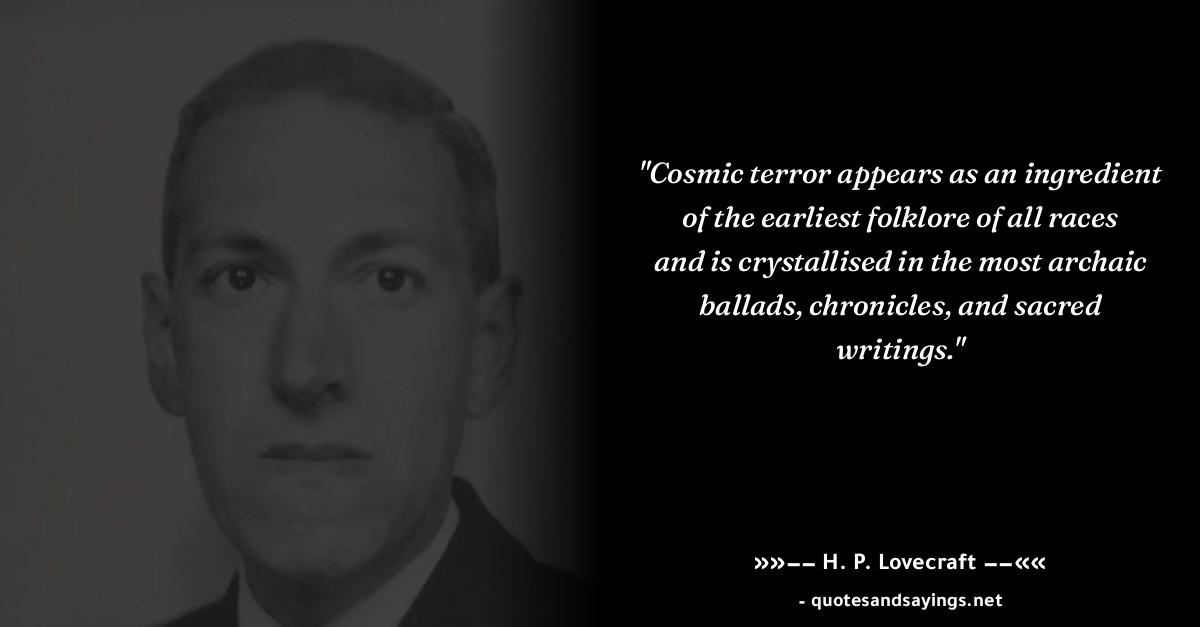 "Cosmic terror appears as an ingredient
of the earliest folklore of all races
and is crystallised in the most archaic
ballads, chronicles, and sacred
writings."
»»−− H. P. Lovecraft −−««
- quotesandsayings.net